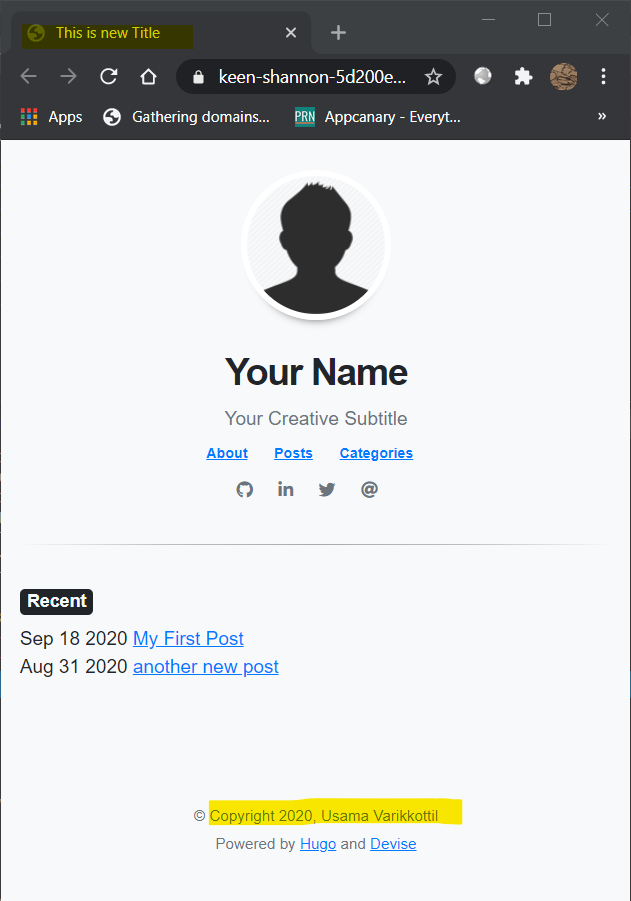 This is new Title
keen-shannon-5d200e...
Apps Gathering domains... PRN Appcanary - Everyt... »
Your Name
Your Creative Subtitle
About Posts Categories
Recent
Sep 18 2020 My First Post
Aug 31 2020 another new post
© Copyright 2020, Usama Varikkottil
Powered by Hugo and Devise